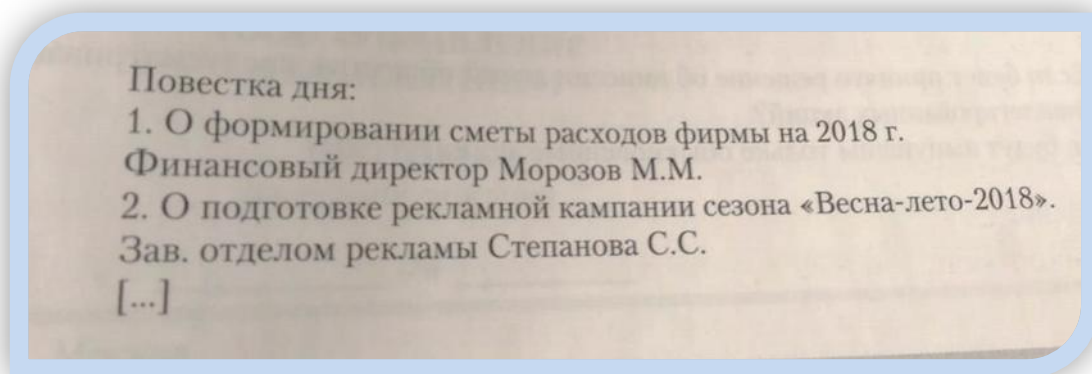 Повестка дня:
1. О формировании сметы расходов фирмы на 2018 г.
Финансовый директор Морозов М.М.
2. О подготовке рекламной кампании сезона «Весна-лето-2018».
Зав. отделом рекламы Степанова С.С.
[...]